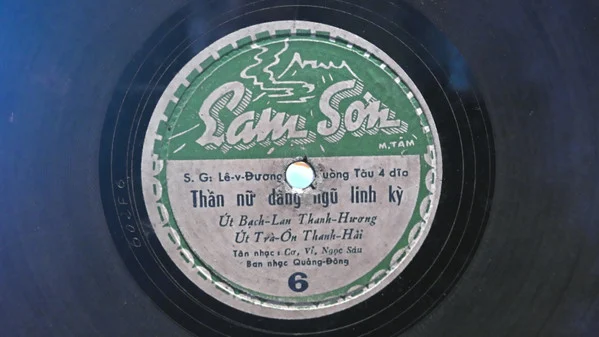 Lam Sơn
M. TÂM
S. G: Lê-v-Đương uồng Tàu 4 dĩa
Thần nữ dâng ngũ linh kỳ
Út Bạch-Lan Thanh-Hương
Út Trà-Ôn Thanh-Hải
Tân nhạc: Cơ, Vĩ, Ngọc Sáu
Ban nhạc Quảng-Đông
6